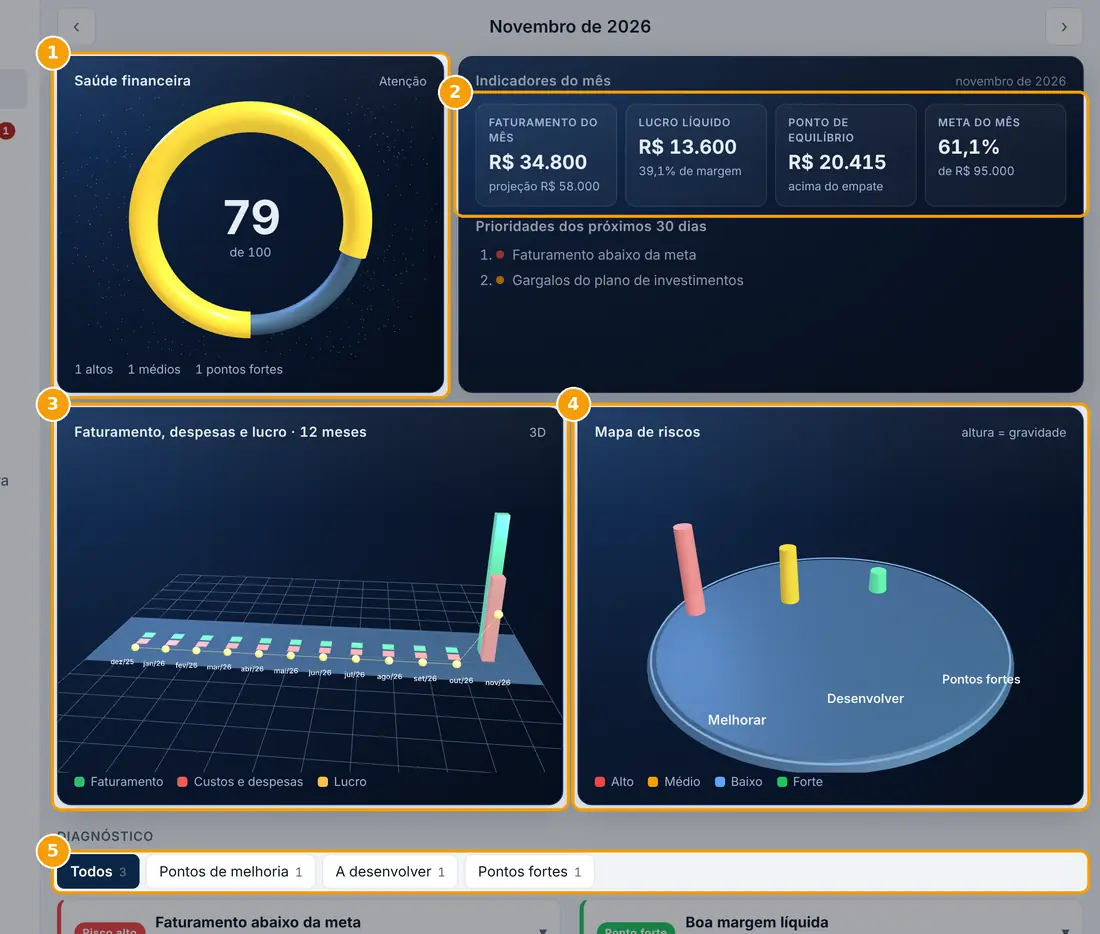 ‹
Novembro de 2026
›
1
1
Saúde financeira
Atenção
79
de 100
1 altos
1 médios
1 pontos fortes
Indicadores do mês
novembro de 2026
2
FATURAMENTO DO
MÊS
R$ 34.800
projeção R$ 58.000
LUCRO LÍQUIDO
R$ 13.600
39,1% de margem
PONTO DE
EQUILÍBRIO
R$ 20.415
acima do empate
META DO MÊS
61,1%
de R$ 95.000
Prioridades dos próximos 30 dias
1. Faturamento abaixo da meta
2. Gargalos do plano de investimentos
3
Faturamento, despesas e lucro · 12 meses
3D
dez/25
jan/26
fev/26
mar/26
abr/26
mai/26
jun/26
jul/26
ago/26
set/26
out/26
nov/26
Faturamento
Custos e despesas
Lucro
4
Mapa de riscos
altura = gravidade
Melhorar
Desenvolver
Pontos fortes
Alto
Médio
Baixo
Forte
ra
DIAGNÓSTICO
5
Todos 3
Pontos de melhoria 1
A desenvolver 1
Pontos fortes 1
Risco alto
Faturamento abaixo da meta
Ponto forte
Boa margem líquida